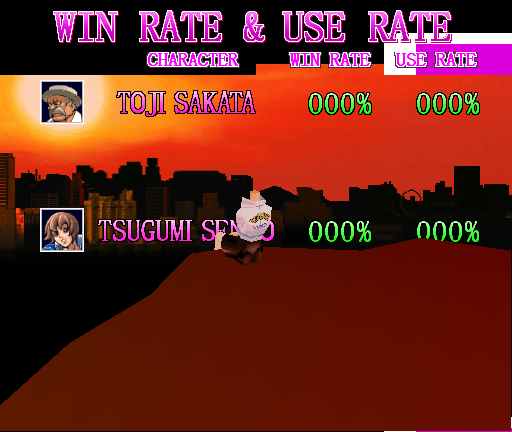 WIN RATE & USE RATE
CHARACTER WIN RATE USE RATE
TOJI SAKATA 000% 000%
TSUGUMI 000% 000%